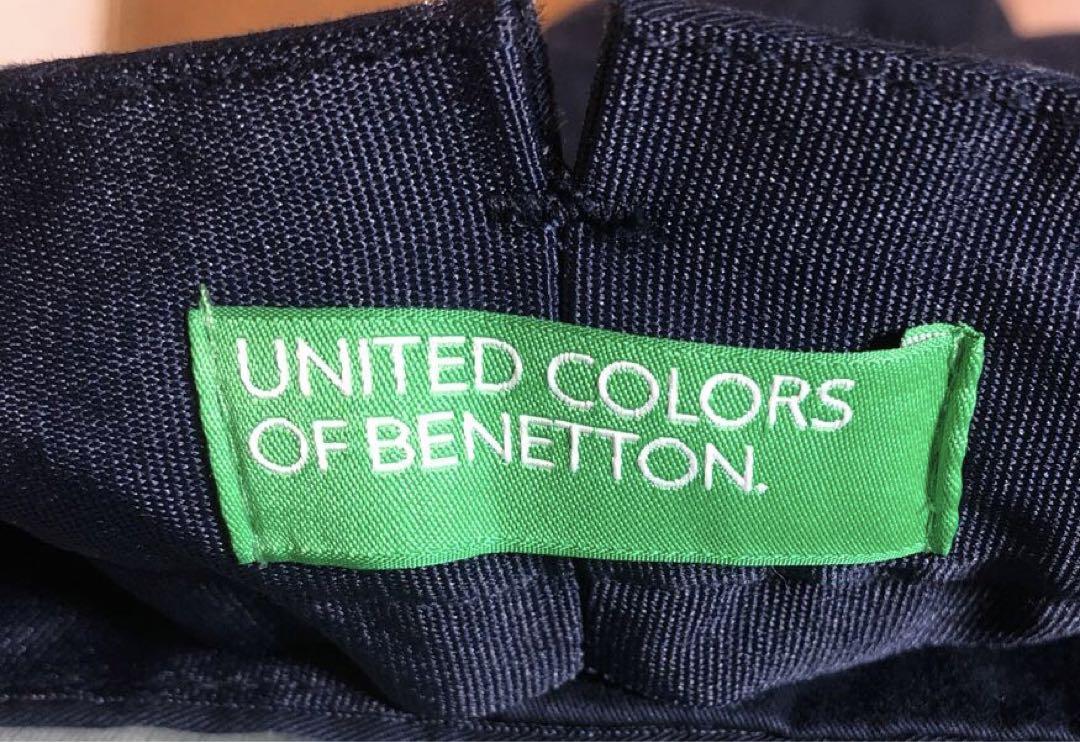 UNITED COLORS
OF BENETTON.